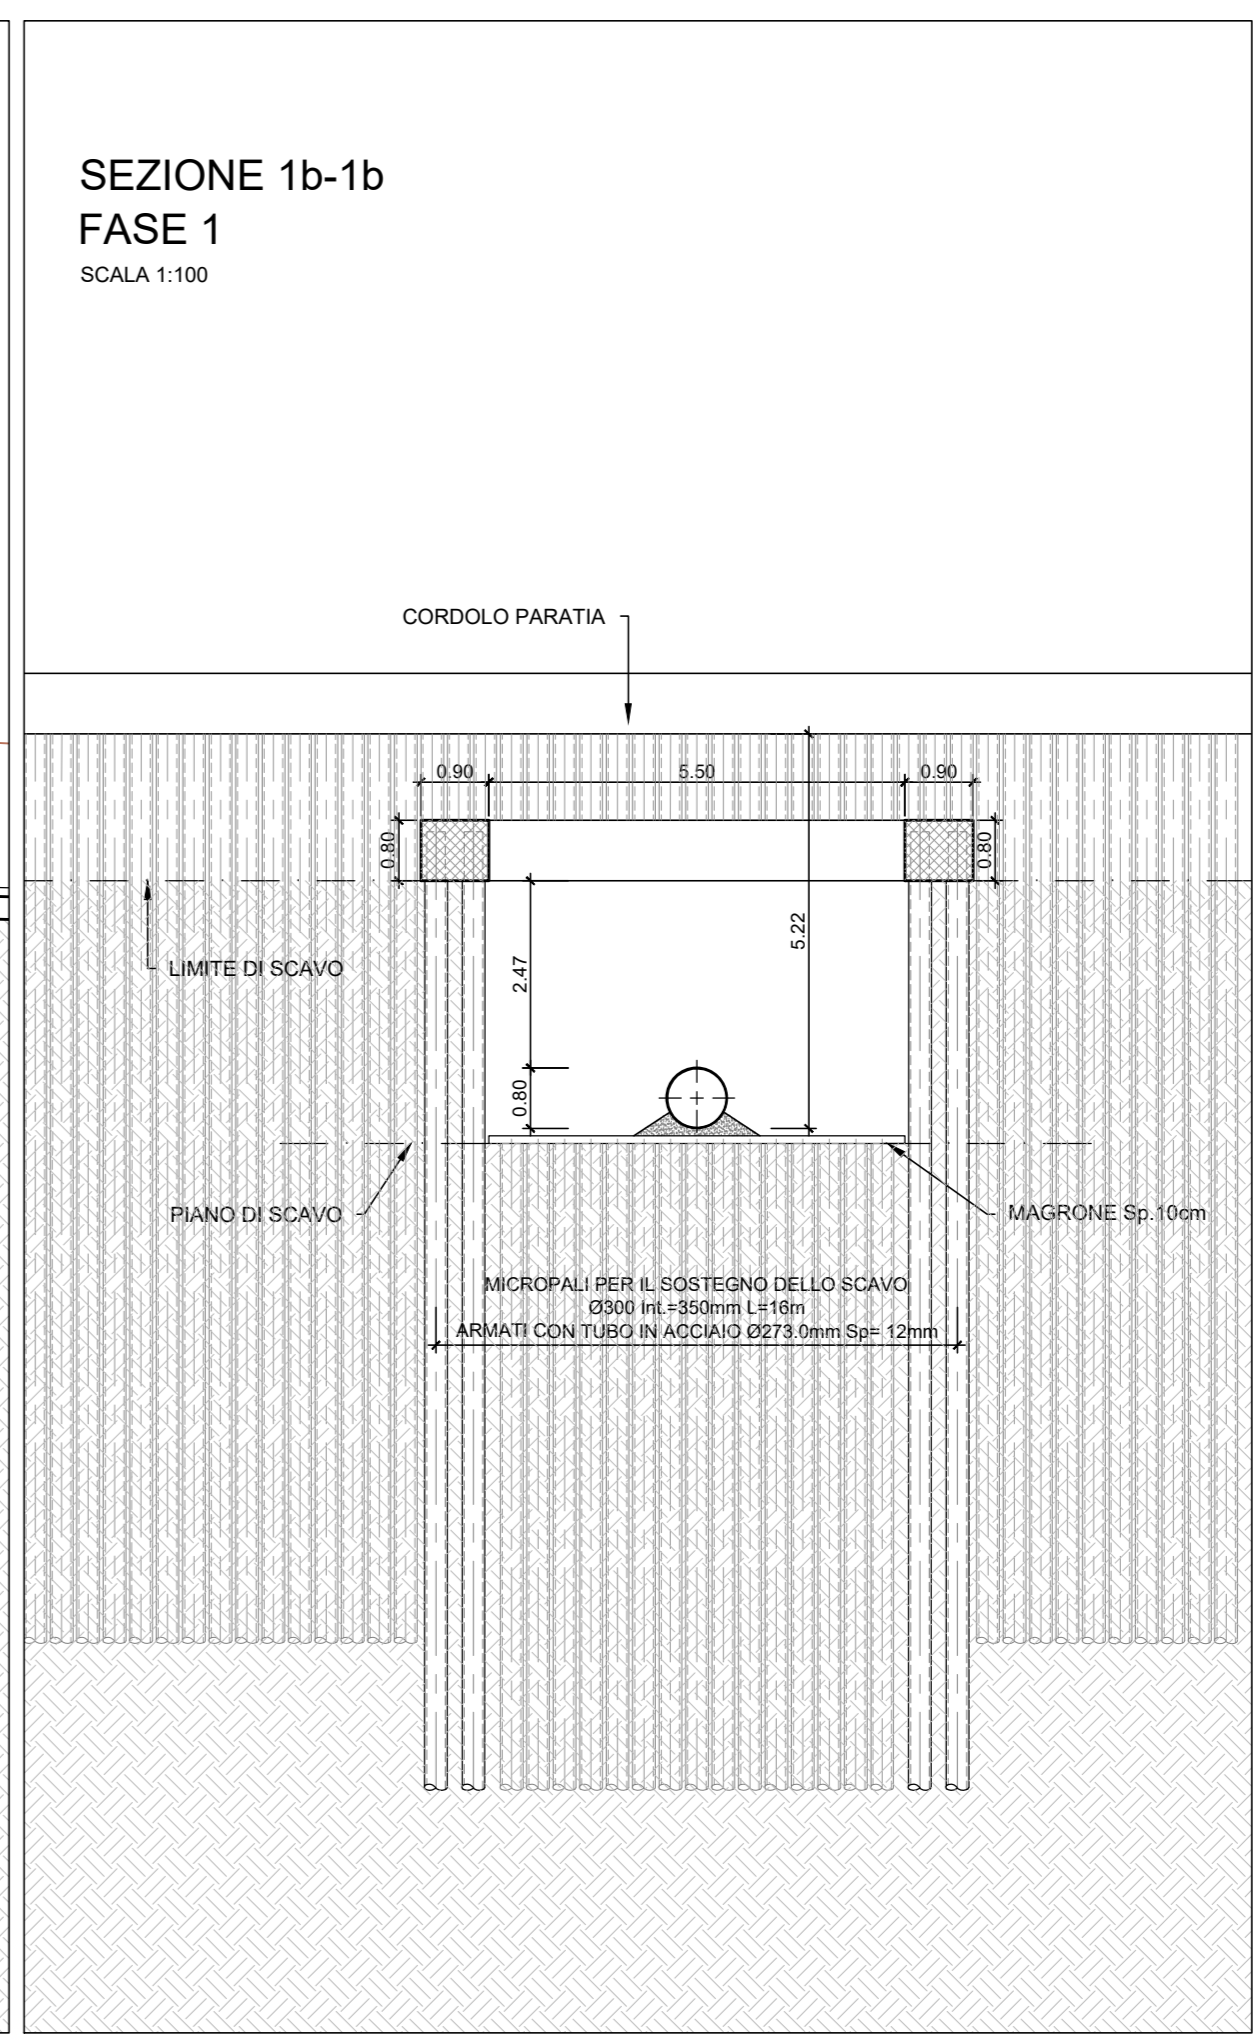 SEZIONE 1b-1b
FASE 1
SCALA 1:100
CORDOLO PARATIA
0.90
5.50
0.90
0.80
0.80
5.22
LIMITE DI SCAVO
2.47
0.80
PIANO DI SCAVO
MAGRONE Sp.10cm
MICROPALI PER IL SOSTEGNO DELLO SCAVO
Ø300 Int.=350mm L=16m
ARMATI CON TUBO IN ACCIAIO Ø273.0mm Sp= 12mm